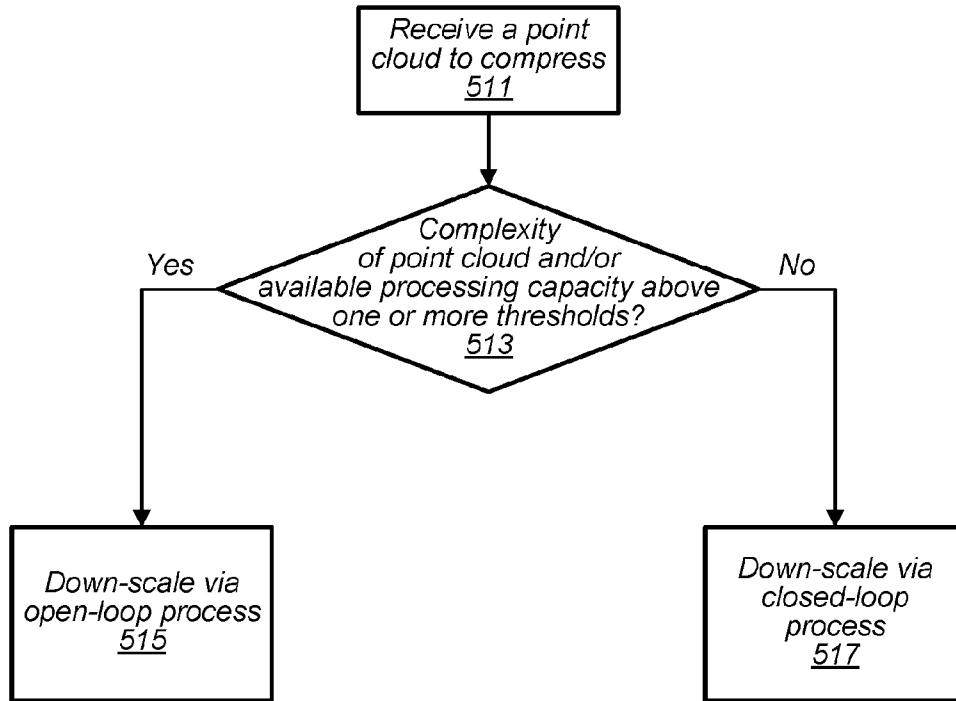 Receive a point
cloud to compress
511
Complexity
of point cloud and/or
available processing capacity above
one or more thresholds?
513
Yes
No
Down-scale via
open-loop process
515
Down-scale via
closed-loop
process
517